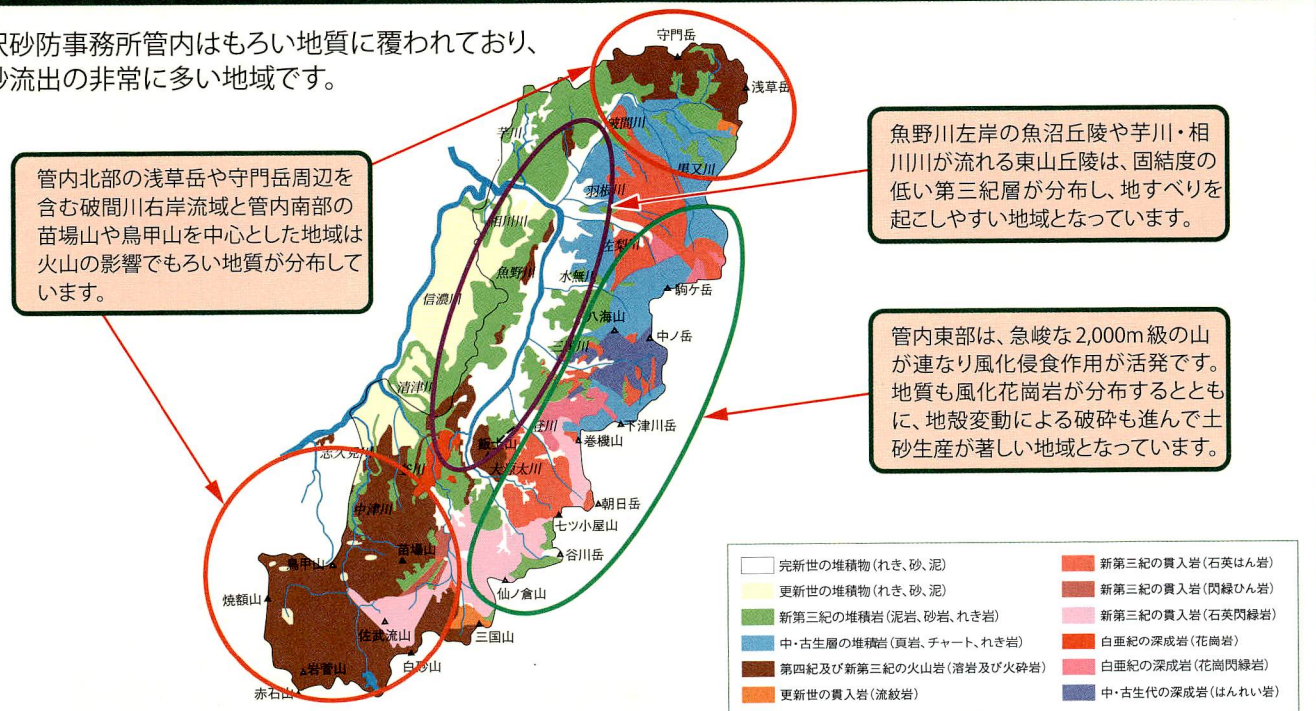 沢砂防事務所管内はもろい地質に覆われており、
砂流出の非常に多い地域です。
管内北部の浅草岳や守門岳周辺を
含む破間川右岸流域と管内南部の
苗場山や鳥甲山を中心とした地域は
火山の影響でもろい地質が分布して
います。
魚野川左岸の魚沼丘陵や芋川・相
川川が流れる東山丘陵は、固結度の
低い第三紀層が分布し、地すべりを
起こしやすい地域となっています。
管内東部は、急峻な2,000m級の山
が連なり風化侵食作用が活発です。
地質も風化花崗岩が分布するととも
に、地殻変動による破砕も進んで土
砂生産が著しい地域となっています。
守門岳
浅草岳
芋川
破間川
黒又川
羽根川
相川川
佐梨川
魚野川
水無川
駒ケ岳
信濃川
八海山
中ノ岳
三国川
清津川
登川
下津川岳
巻機山
飯士山
大源太川
志久見川
中津川
朝日岳
七ツ小屋山
苗場山
谷川岳
鳥甲山
仙ノ倉山
焼額山
佐武流山
三国山
白砂山
岩菅山
赤石山
完新世の堆積物(れき、砂、泥)
更新世の堆積物(れき、砂、泥)
新第三紀の堆積岩(泥岩、砂岩、れき岩)
中・古生層の堆積岩(頁岩、チャート、れき岩)
第四紀及び新第三紀の火山岩(溶岩及び火砕岩)
更新世の貫入岩(流紋岩)
新第三紀の貫入岩(石英はん岩)
新第三紀の貫入岩(閃緑ひん岩)
新第三紀の貫入岩(石英閃緑岩)
白亜紀の深成岩(花崗岩)
白亜紀の深成岩(花崗閃緑岩)
中・古生代の深成岩(はんれい岩)